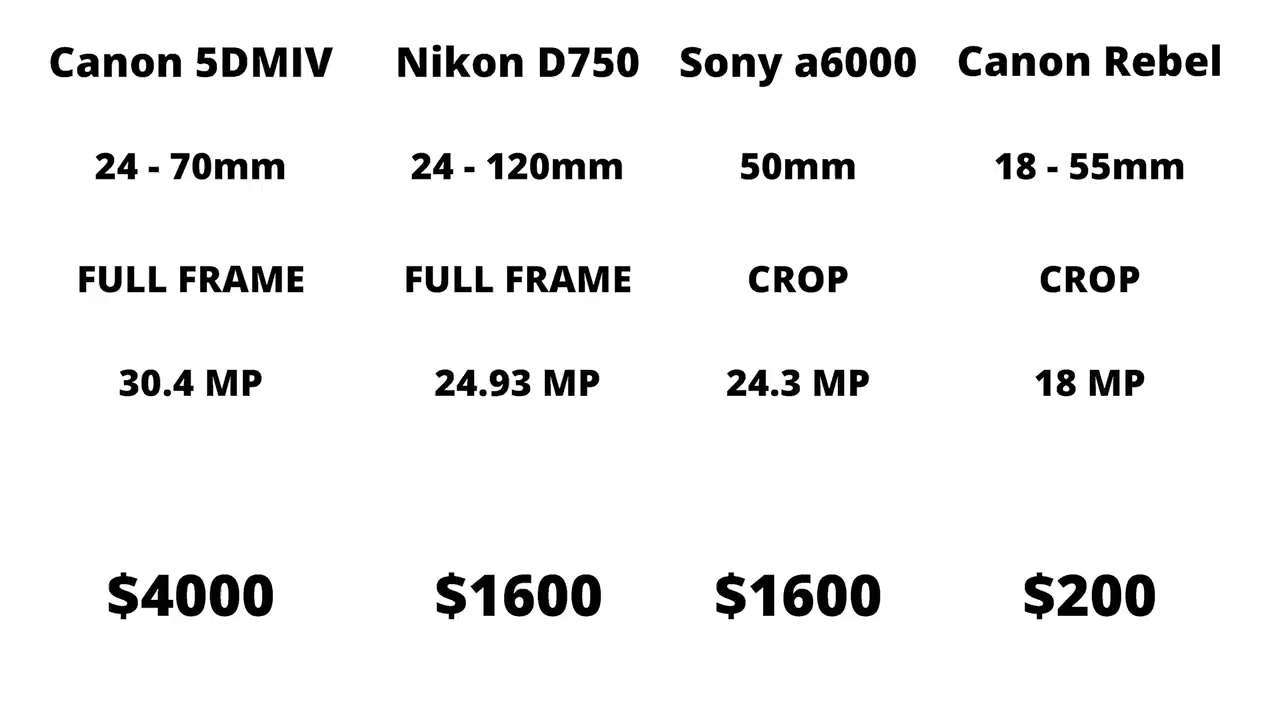 Canon 5DMIV Nikon D750 Sony a6000 Canon Rebel
24 - 70mm 24 - 120mm 50mm 18 - 55mm
FULL FRAME FULL FRAME CROP CROP
30.4 MP 24.93 MP 24.3 MP 18 MP
$4000 $1600 $1600 $200